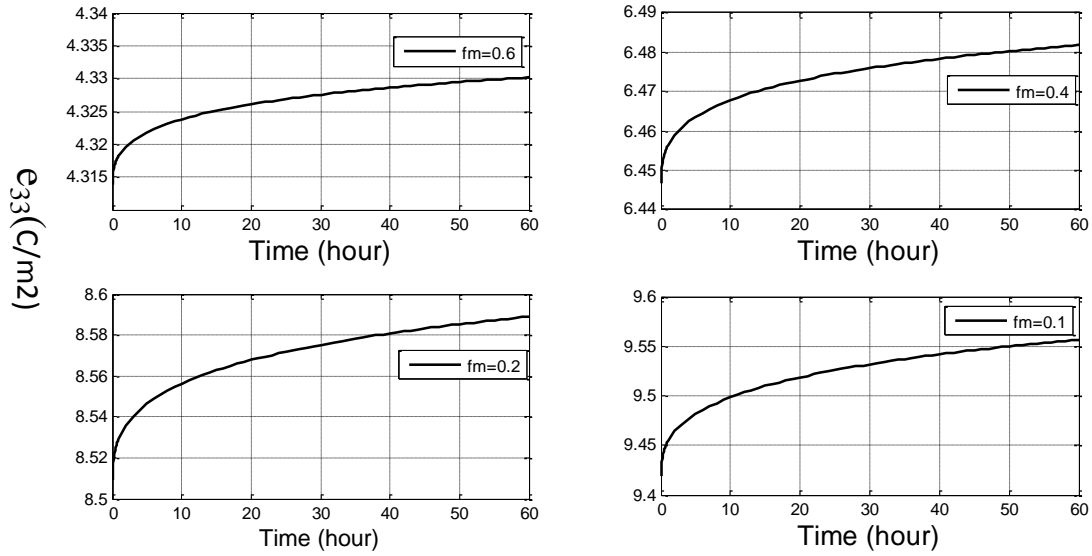 e33(C/m2)
4.34
4.335
4.33
4.325
4.32
4.315
fm=0.6
0 10 20 30 40 50 60
Time (hour)
6.49
6.48
6.47
6.46
6.45
6.44
fm=0.4
0 10 20 30 40 50 60
Time (hour)
8.6
8.58
8.56
8.54
8.52
8.5
fm=0.2
0 10 20 30 40 50 60
Time (hour)
9.6
9.55
9.5
9.45
9.4
fm=0.1
0 10 20 30 40 50 60
Time (hour)